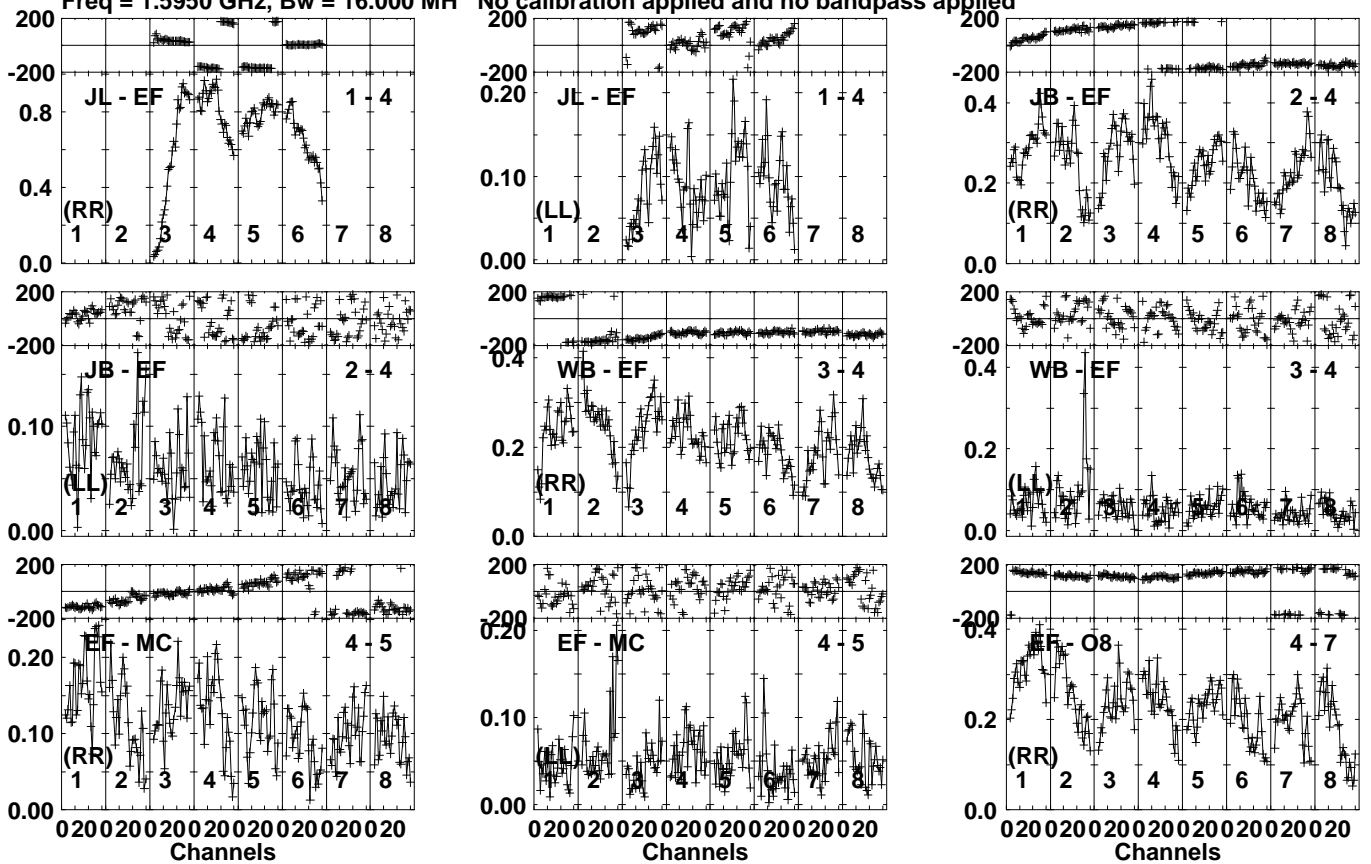 Freq = 1.5950 GHz, Bw = 16.000 MH No calibration applied and no bandpass applied
200
-200
JL - EF 1 - 4
0.8
0.4
0.0
(RR)
1 2 3 4 5 6 7 8
200
-200
0.20
JL - EF 1 - 4
0.10
0.00
(LL)
1 2 3 4 5 6 7 8
200
-200
JB - EF 2 - 4
0.4
0.2
0.0
(RR)
1 2 3 4 5 6 7 8
200
-200
JB - EF 2 - 4
0.10
0.00
(LL)
1 2 3 4 5 6 7 8
200
-200
0.4
WB - EF 3 - 4
0.2
0.0
(RR)
1 2 3 4 5 6 7 8
200
-200
WB - EF 3 - 4
0.4
0.2
0.0
(LL)
1 2 3 4 5 6 7 8
200
-200
EF - MC 4 - 5
0.20
0.10
0.00
(RR)
1 2 3 4 5 6 7 8
0 20 0 20 0 20 0 20 0 20 0 20 0 20 0 20
Channels
200
-200
0.20
EF - MC 4 - 5
0.10
0.00
(LL)
1 2 3 4 5 6 7 8
0 20 0 20 0 20 0 20 0 20 0 20 0 20 0 20
Channels
200
-200
0.4
EF - O8 4 - 7
0.2
0.0
(RR)
1 2 3 4 5 6 7 8
0 20 0 20 0 20 0 20 0 20 0 20 0 20 0 20
Channels